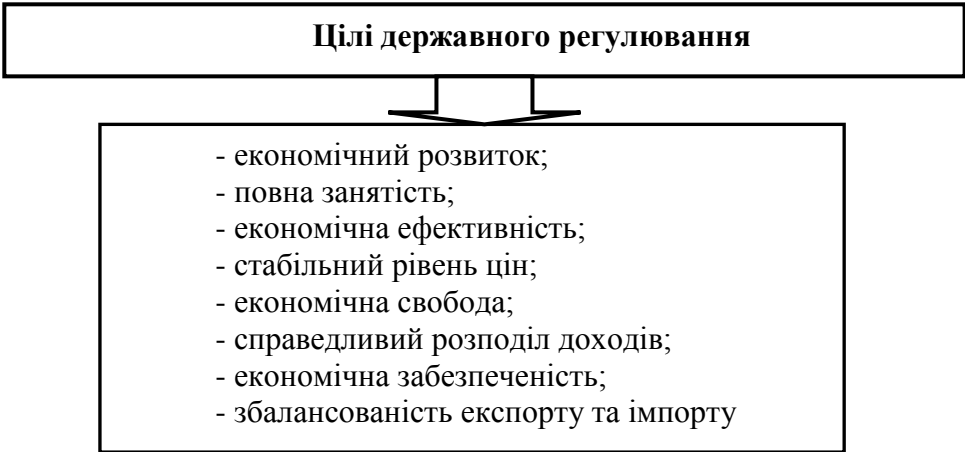 Цілі державного регулювання
- економічний розвиток;
- повна занятість;
- економічна ефективність;
- стабільний рівень цін;
- економічна свобода;
- справедливий розподіл доходів;
- економічна забезпеченість;
- збалансованість експорту та імпорту